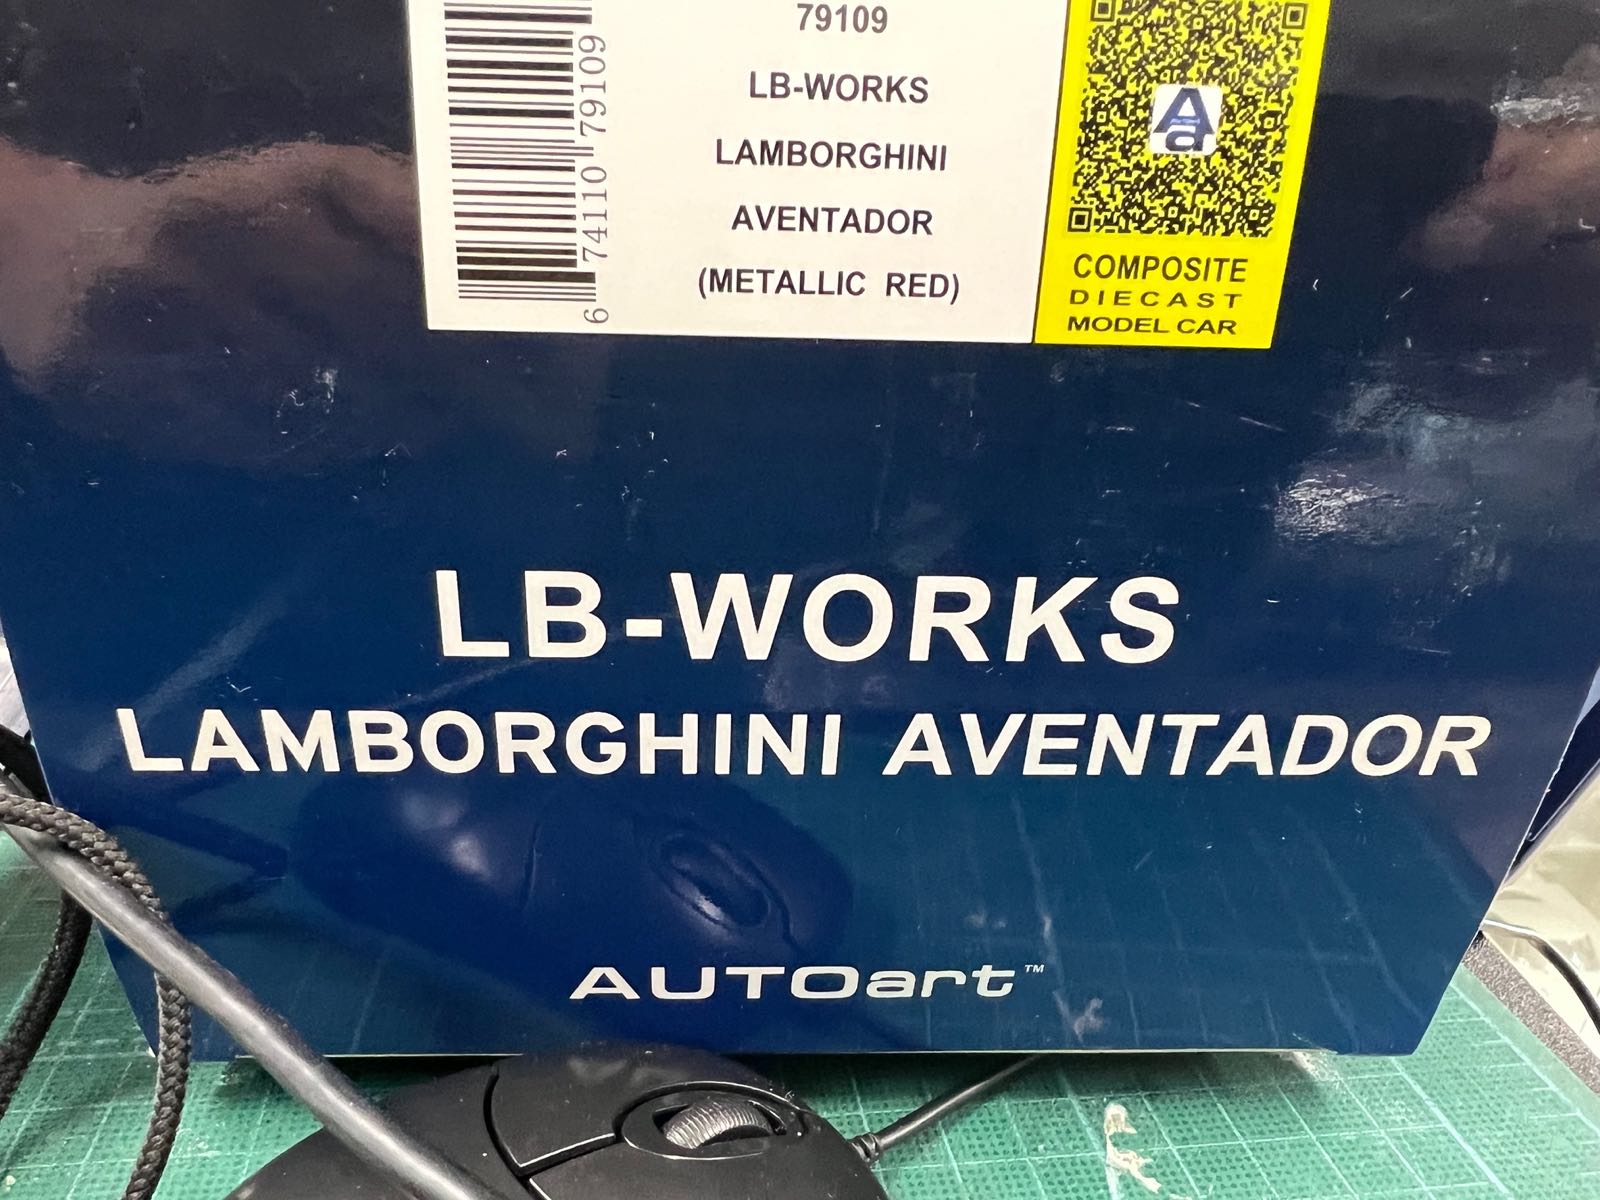 79109
LB-WORKS
LAMBORGHINI
AVENTADOR
(METALLIC RED)
6 74110 79109
Aa
COMPOSITE
DIECAST
MODEL CAR
LB-WORKS
LAMBORGHINI AVENTADOR
AUTOart™